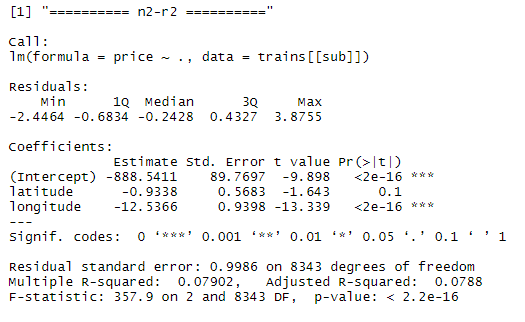 [1] "========== n2-r2 =========="
Call:
lm(formula = price ~ ., data = trains[[sub]])
Residuals:
    Min      1Q  Median      3Q     Max
-2.4464 -0.6834 -0.2428  0.4327  3.8755
Coefficients:
             Estimate Std. Error t value Pr(>|t|)
(Intercept) -888.5411    89.7697  -9.898   <2e-16 ***
latitude      -0.9338     0.5683  -1.643      0.1
longitude    -12.5366     0.9398 -13.339   <2e-16 ***
---
Signif. codes:  0 ‘***’ 0.001 ‘**’ 0.01 ‘*’ 0.05 ‘.’ 0.1 ‘ ’ 1
Residual standard error: 0.9986 on 8343 degrees of freedom
Multiple R-squared:  0.07902,   Adjusted R-squared:  0.0788
F-statistic: 357.9 on 2 and 8343 DF,  p-value: < 2.2e-16